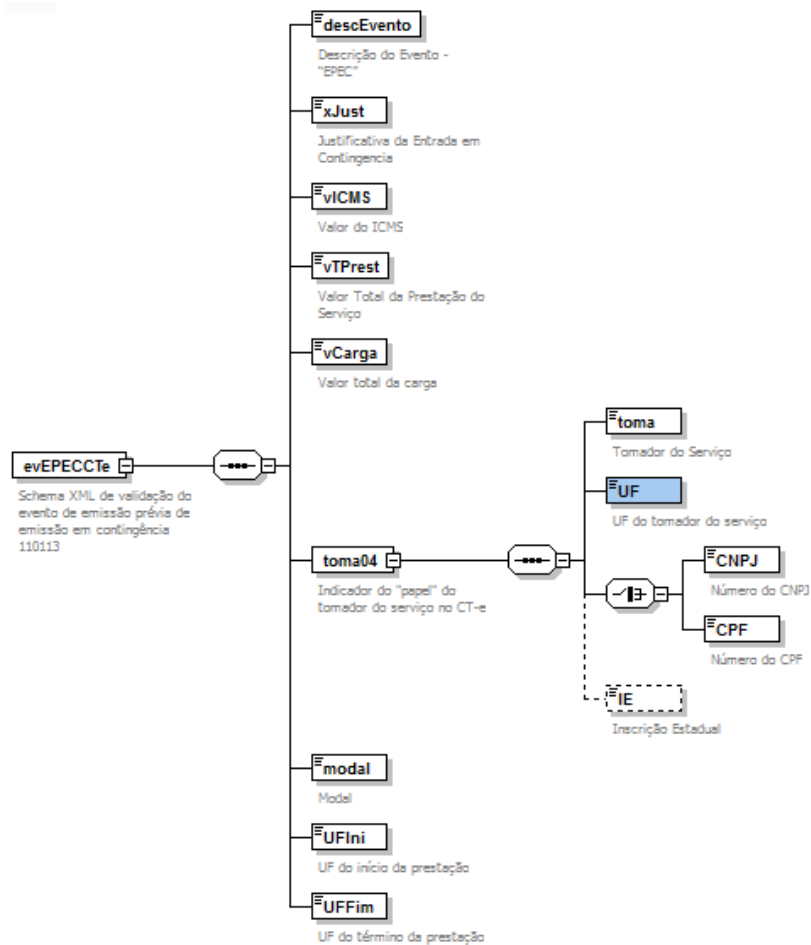 descEvento
Descrição do Evento -
"EPEC"
xJust
Justificativa da Entrada em
Contingencia
vICMS
Valor do ICMS
vTPrest
Valor Total da Prestação do
Serviço
vCarga
Valor total da carga
evEPECCTe
Schema XML de validação do
evento de emissão prévia de
emissão em contingência
110113
toma04
Indicador do "papel" do
tomador do serviço no CT-e
toma
Tomador do Serviço
UF
UF do tomador do serviço
CNPJ
Número do CNPJ
CPF
Número do CPF
IE
Inscrição Estadual
modal
Modal
UFIni
UF do início da prestação
UFFim
UF do término da prestação